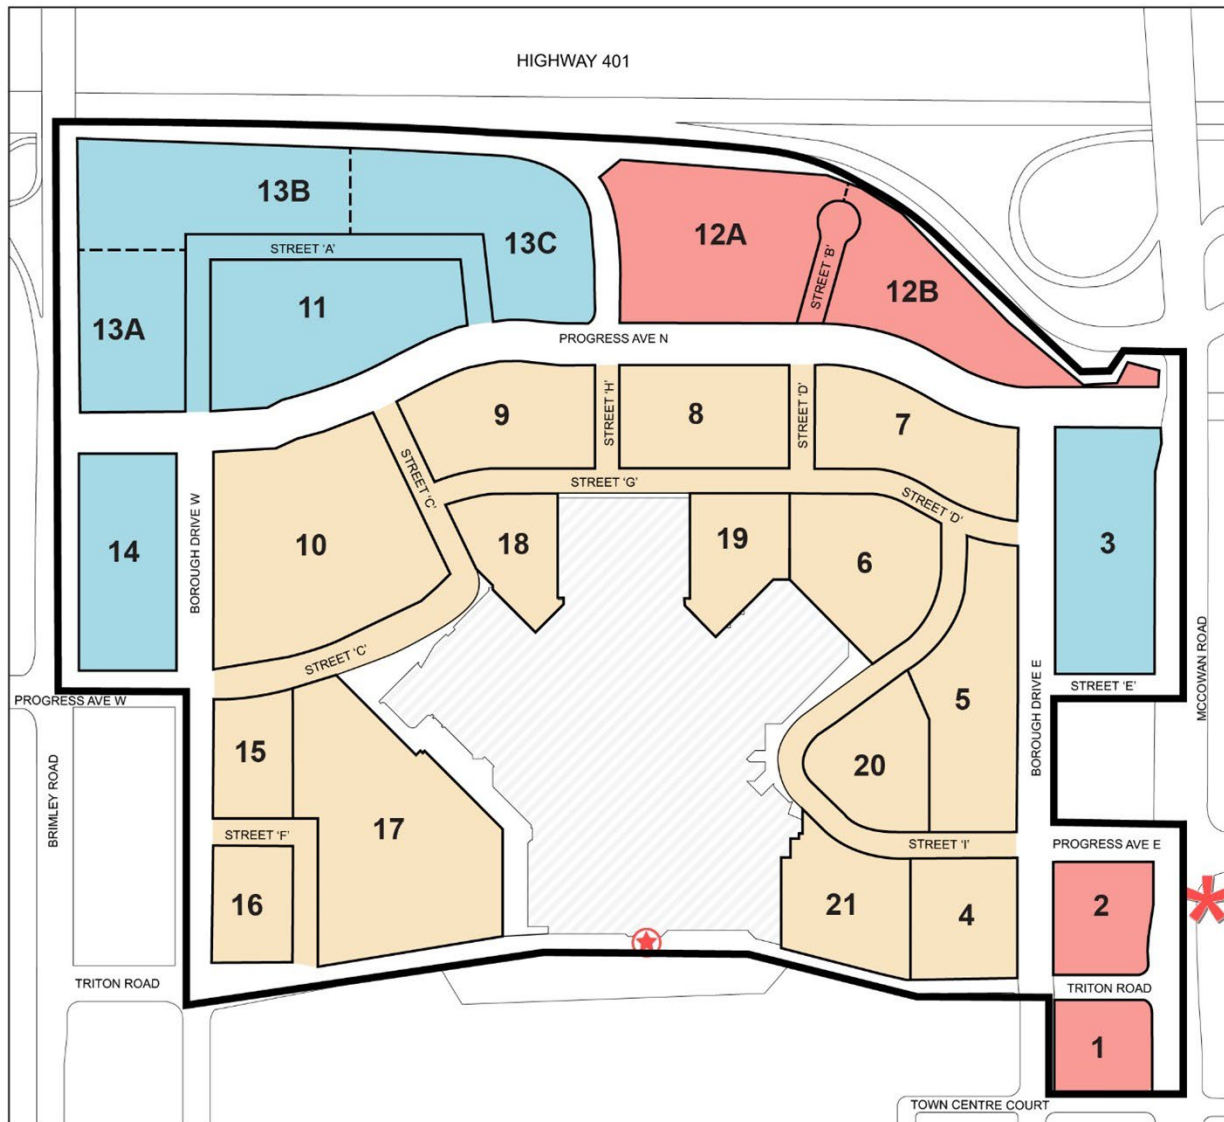 HIGHWAY 401
13B
13C
12A
STREET 'A'
STREET 'B'
12B
11
13A
PROGRESS AVE N
9
STREET 'H'
8
STREET 'D'
7
STREET 'C'
STREET 'G'
STREET 'D'
14
BOROUGH DRIVE W
10
18
19
6
3
STREET 'C'
MCCOWAN ROAD
STREET 'E'
PROGRESS AVE W
5
BOROUGH DRIVE E
15
20
BRIMLEY ROAD
STREET 'F'
17
STREET 'I'
PROGRESS AVE E
16
21
4
2
TRITON ROAD
TRITON ROAD
1
TOWN CENTRE COURT